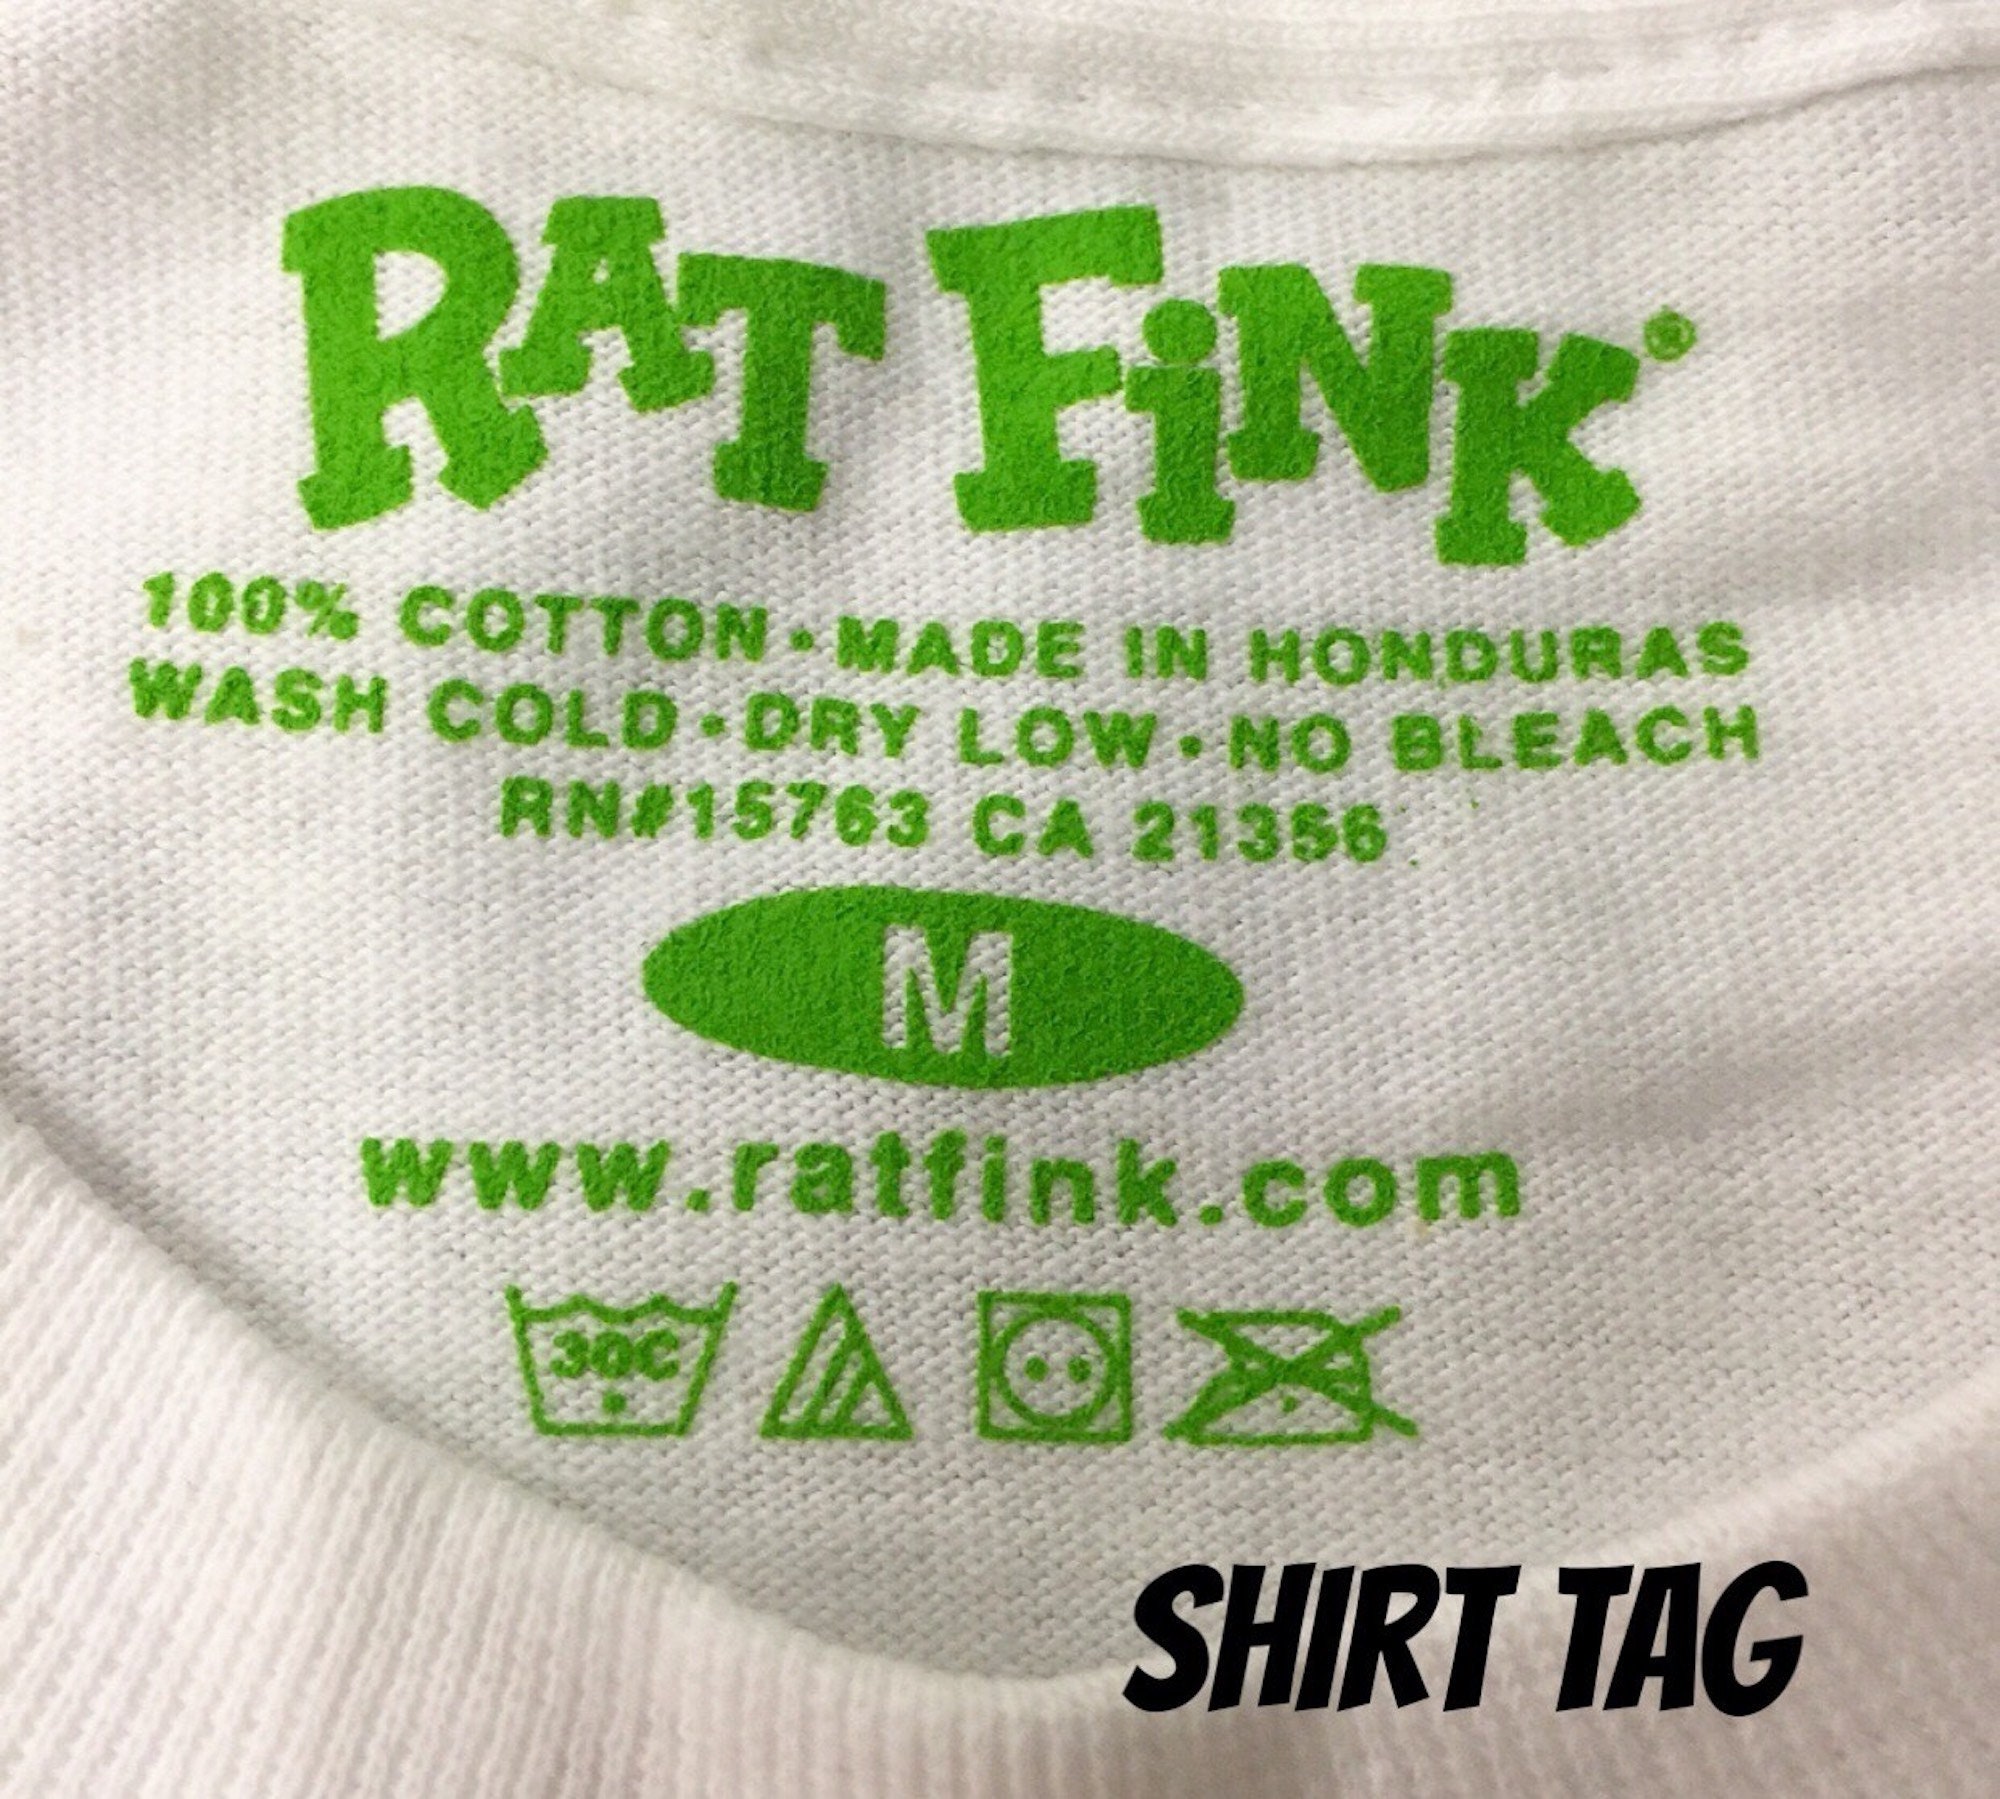 RAT FiNK®
100% COTTON • MADE IN HONDURAS
WASH COLD • DRY LOW • NO BLEACH
RN#15763 CA 21356
M
www.ratfink.com
30C
SHIRT TAG